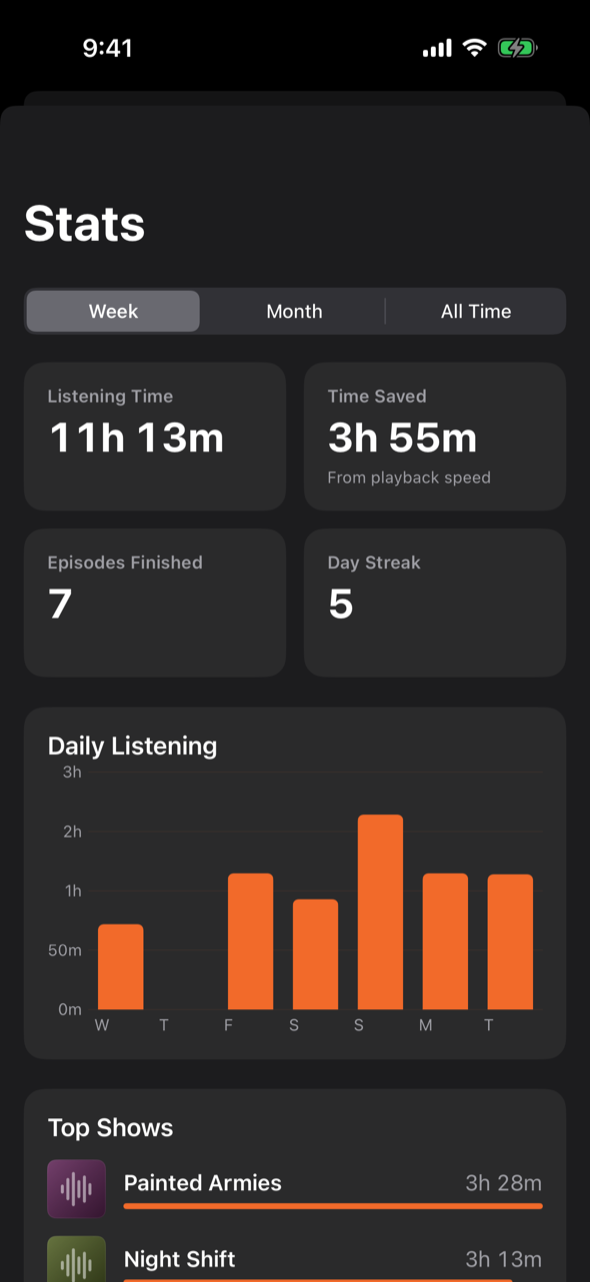 9:41
Stats
Week
Month
All Time
Listening Time
11h 13m
Time Saved
3h 55m
From playback speed
Episodes Finished
7
Day Streak
5
Daily Listening
3h
2h
1h
50m
0m
W T F S S M T
Top Shows
Painted Armies 3h 28m
Night Shift 3h 13m